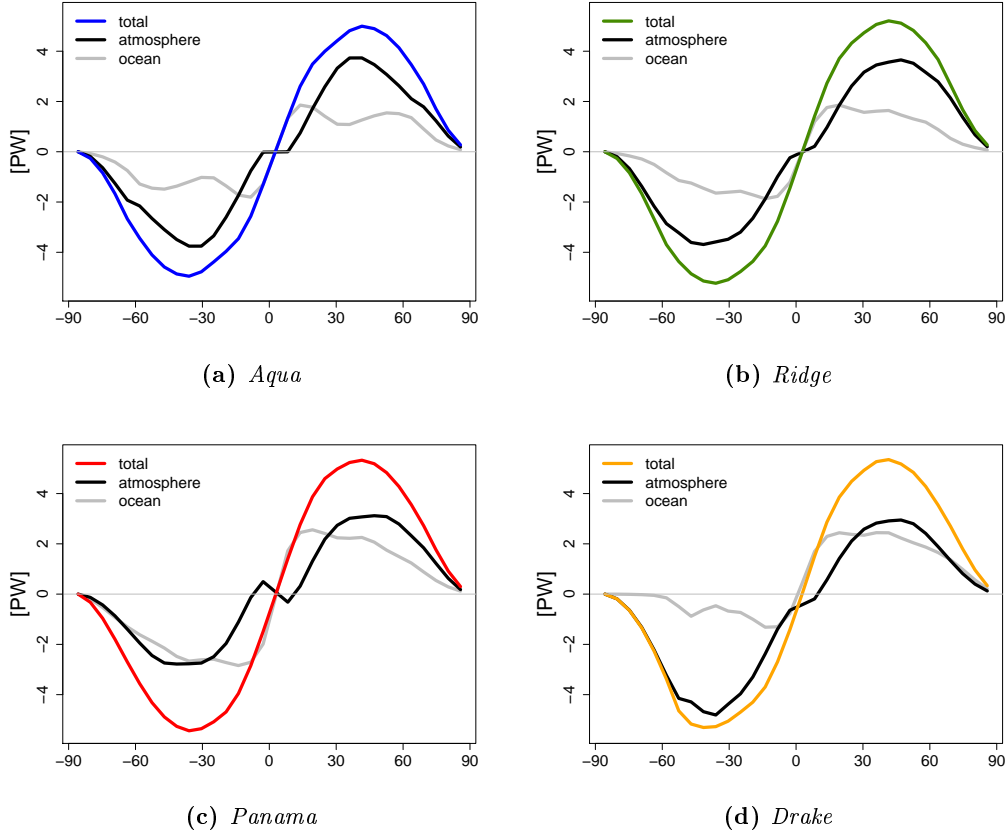 total
atmosphere
ocean
[PW]
4
2
0
−2
−4
−90 −60 −30 0 30 60 90
(a) Aqua
total
atmosphere
ocean
[PW]
4
2
0
−2
−4
−90 −60 −30 0 30 60 90
(b) Ridge
total
atmosphere
ocean
[PW]
4
2
0
−2
−4
−90 −60 −30 0 30 60 90
(c) Panama
total
atmosphere
ocean
[PW]
4
2
0
−2
−4
−90 −60 −30 0 30 60 90
(d) Drake